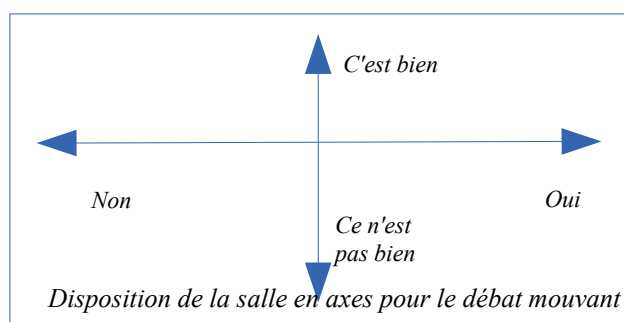 C'est bien
Non
Oui
Ce n'est
pas bien
Disposition de la salle en axes pour le débat mouvant